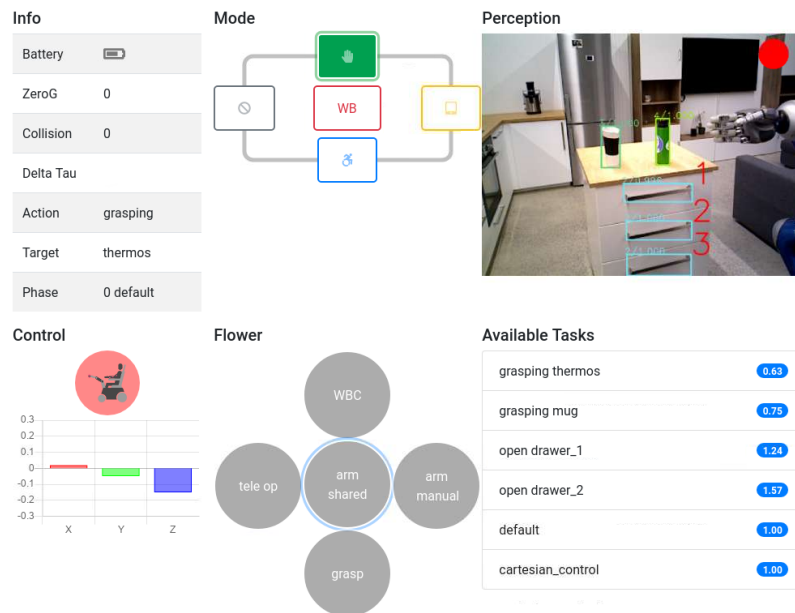 Info
Battery
ZeroG 0
Collision 0
Delta Tau
Action grasping
Target thermos
Phase 0 default
Mode
WB
Perception
1
2
3
Control
0.3
0.2
0.1
0
-0.1
-0.2
-0.3
X Y Z
Flower
WBC
tele op
arm
shared
arm
manual
grasp
Available Tasks
grasping thermos 0.63
grasping mug 0.75
open drawer_1 1.24
open drawer_2 1.57
default 1.00
cartesian_control 1.00